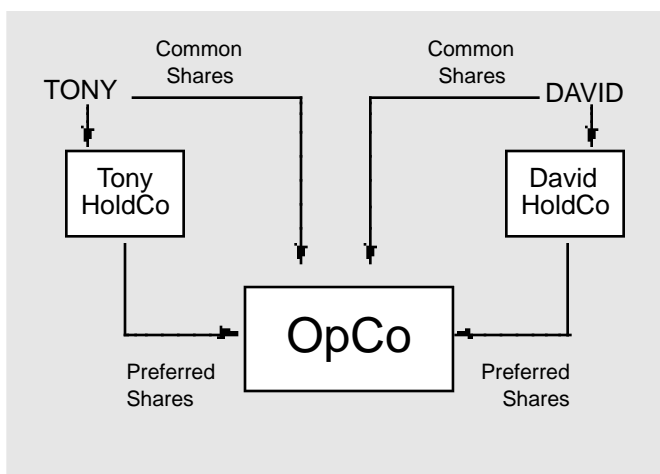 Common
Shares
Common
Shares
TONY
DAVID
Tony
HoldCo
David
HoldCo
OpCo
Preferred
Shares
Preferred
Shares